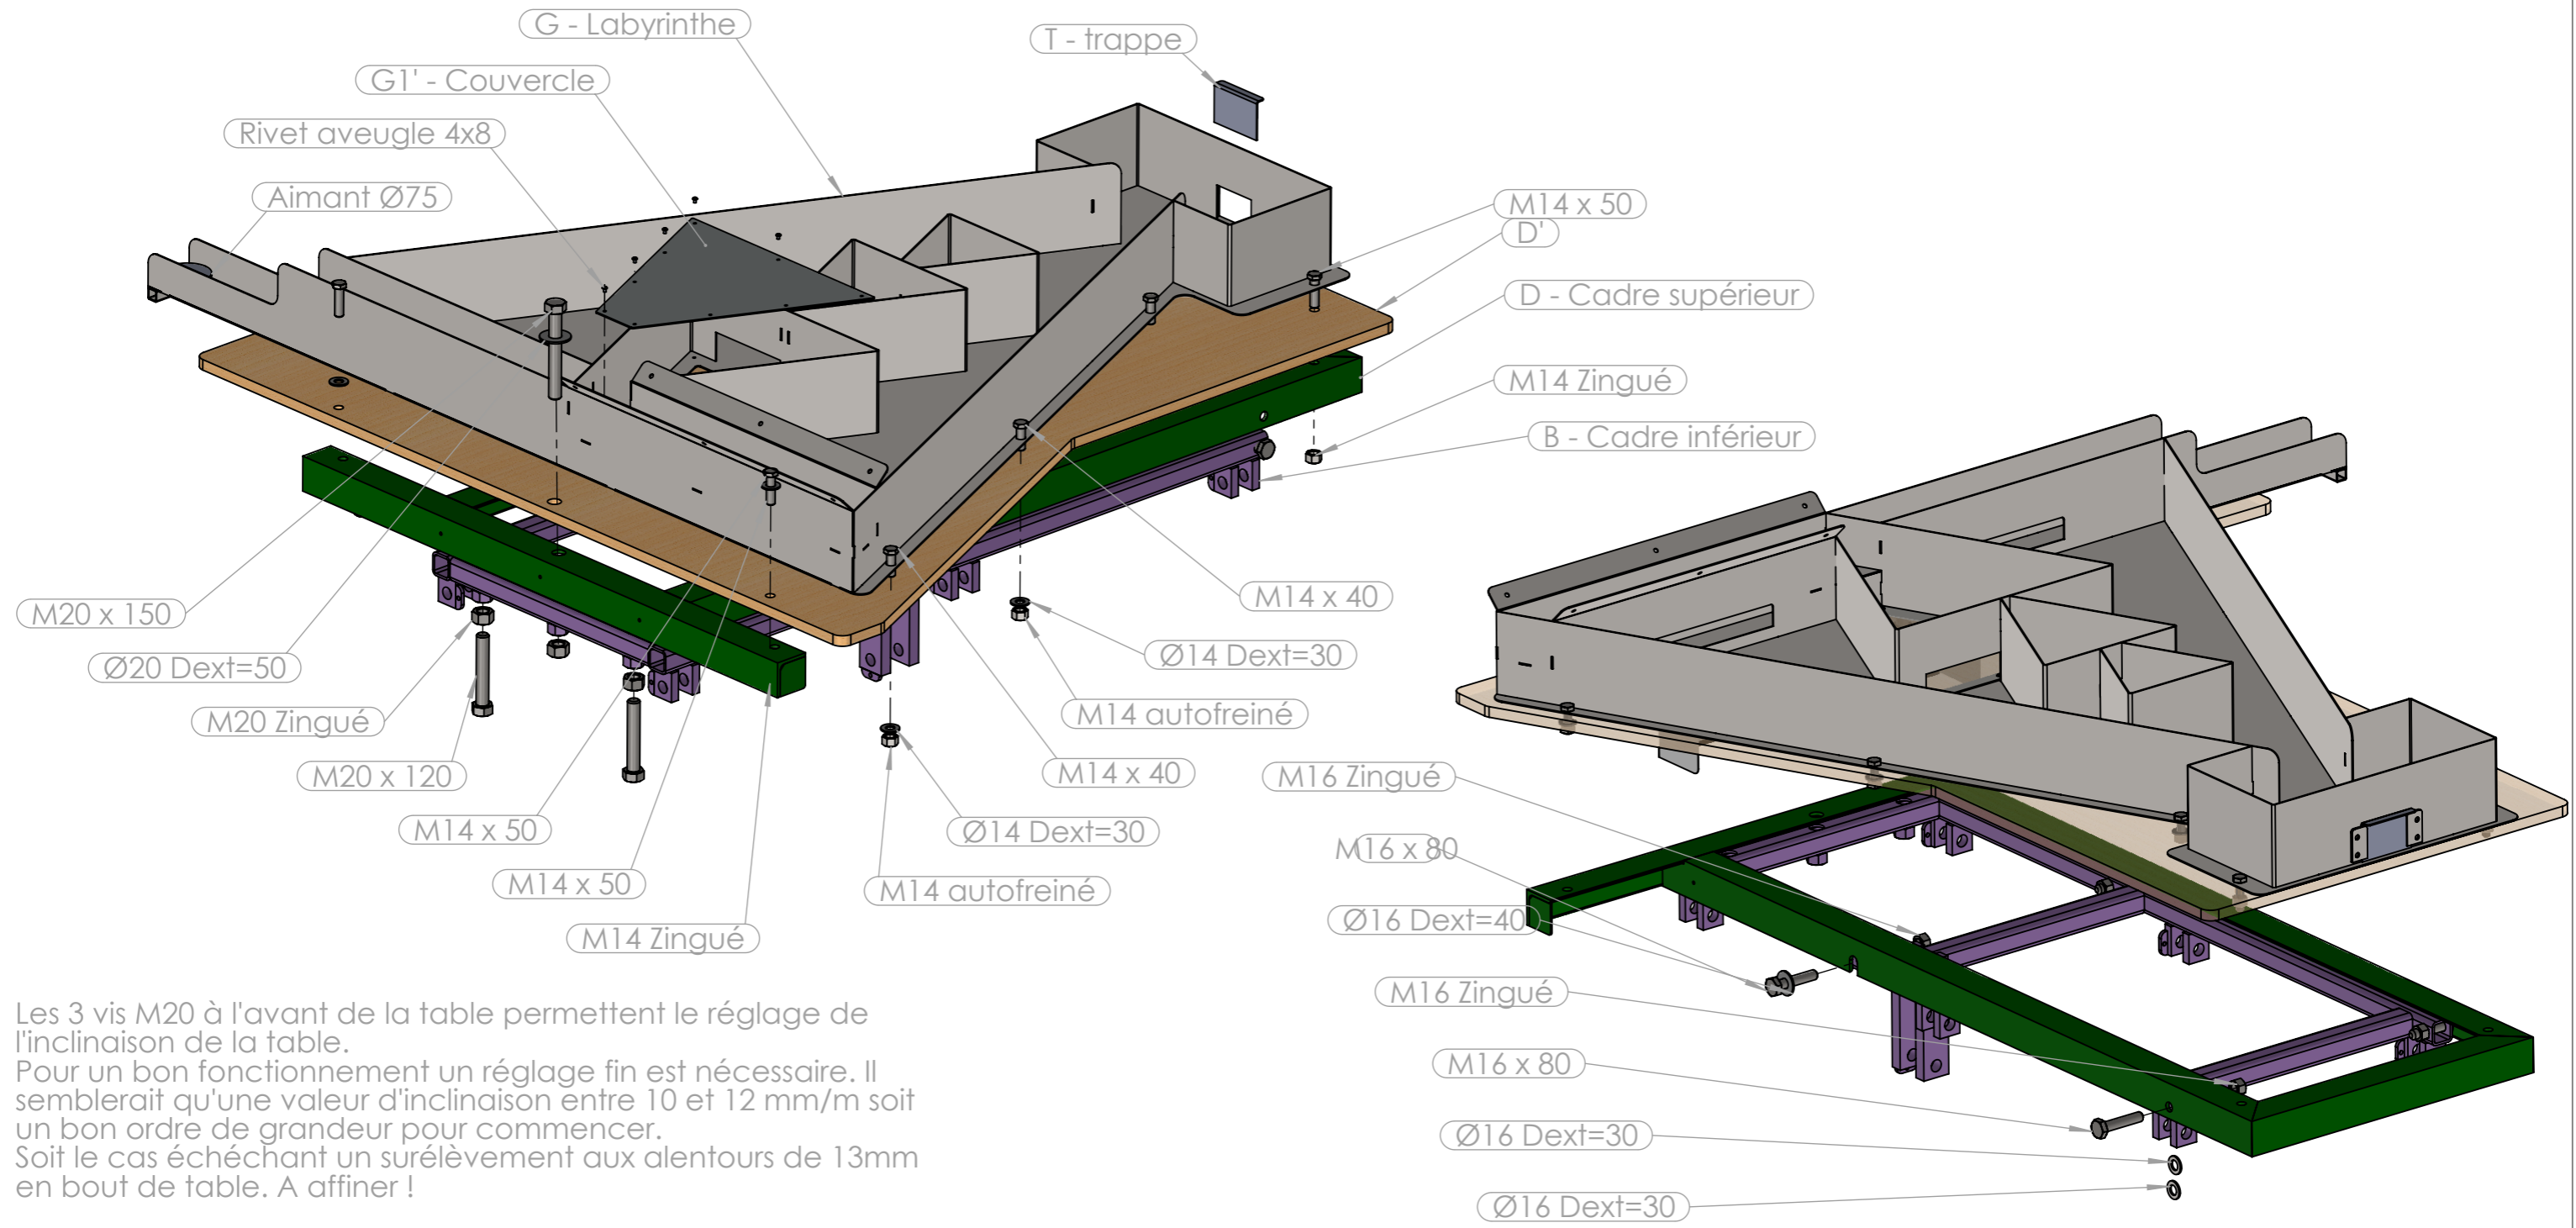 G - Labyrinthe
T - trappe
G1' - Couvercle
Rivet aveugle 4x8
Aimant Ø75
M14 x 50
D'
D - Cadre supérieur
M14 Zingué
B - Cadre inférieur
M20 x 150
Ø20 Dext=50
M20 Zingué
M20 x 120
M14 x 50
M14 x 50
M14 Zingué
M14 x 40
Ø14 Dext=30
M14 autofreiné
M14 x 40
Ø14 Dext=30
M14 autofreiné
M16 Zingué
M16 x 80
Ø16 Dext=40
M16 Zingué
M16 x 80
Ø16 Dext=30
Ø16 Dext=30
Les 3 vis M20 à l'avant de la table permettent le réglage de
l'inclinaison de la table.
Pour un bon fonctionnement un réglage fin est nécessaire. Il
semblerait qu'une valeur d'inclinaison entre 10 et 12 mm/m soit
un bon ordre de grandeur pour commencer.
Soit le cas échéchant un surélèvement aux alentours de 13mm
en bout de table. A affiner !